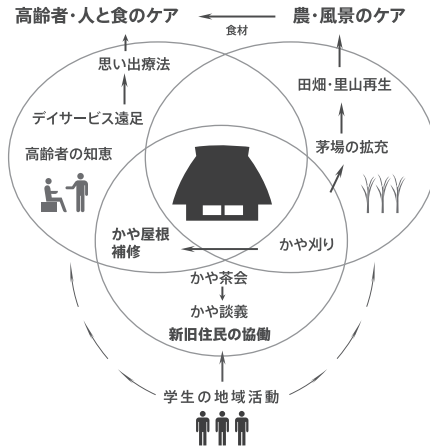 高齢者・人と食のケア
食材
農・風景のケア
思い出療法
田畑・里山再生
デイサービス遠足
茅場の拡充
高齢者の知恵
かや屋根
補修
かや刈り
かや茶会
かや談義
新旧住民の協働
学生の地域活動